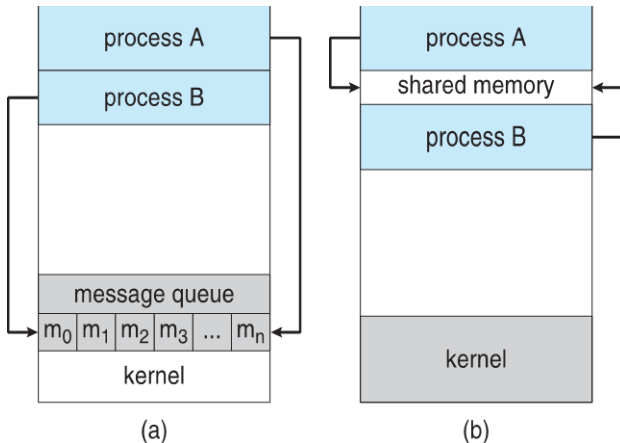 process A
process B
message queue
m0 m1 m2 m3 ... mn
kernel
(a)
process A
shared memory
process B
kernel
(b)